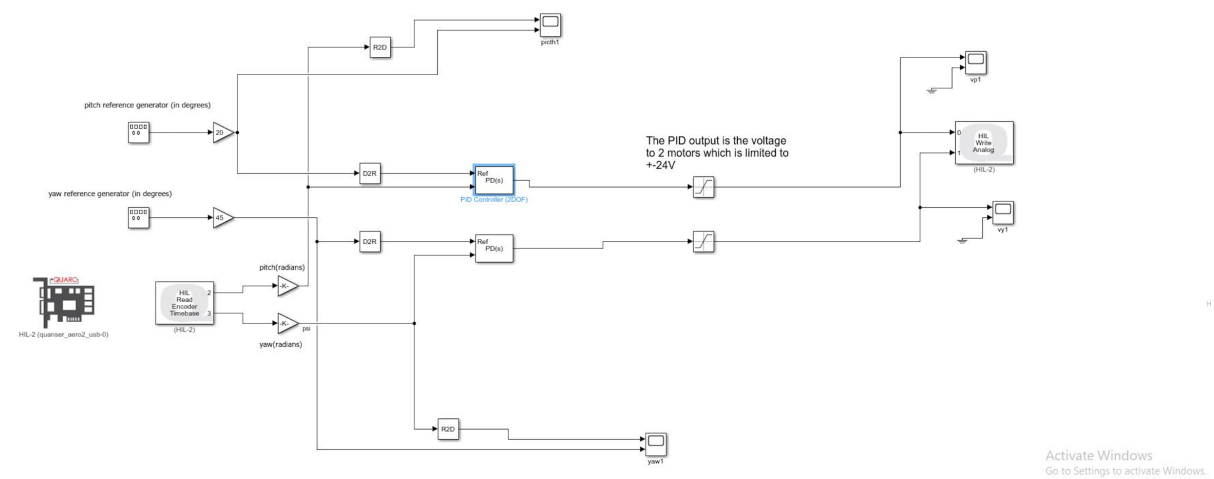 R2D
picth1
pitch reference generator (in degrees)
20
vp1
The PID output is the voltage
to 2 motors which is limited to
+-24V
0
1
HIL
Write
Analog
(HIL-2)
D2R
Ref
PD(s)
PID Controller (2DOF)
yaw reference generator (in degrees)
45
D2R
Ref
PD(s)
vy1
pitch(radians)
QUARC
HIL-2 (quanser_aero2_usb-0)
HIL
Read
Encoder
Timebase
2
3
(HIL-2)
-K-
-K-
psi
yaw(radians)
H
R2D
yaw1
Activate Windows
Go to Settings to activate Windows.